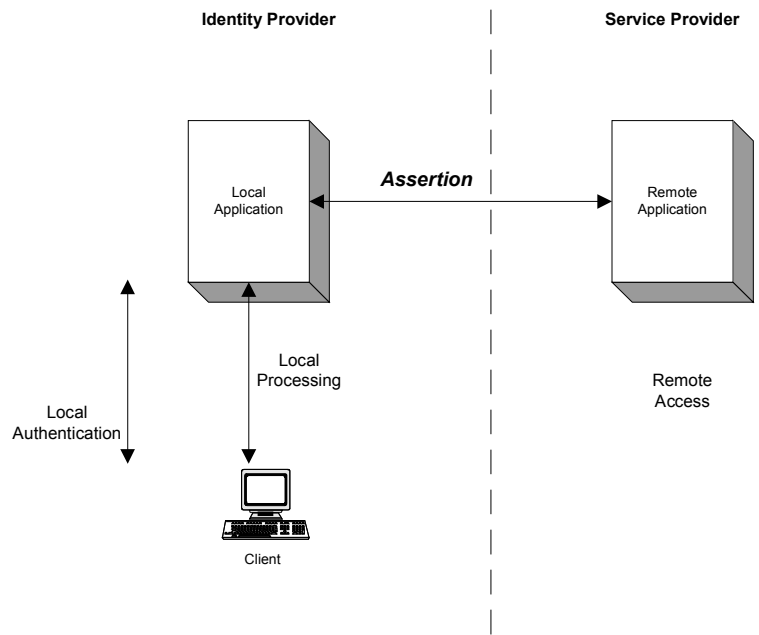 Identity Provider
Service Provider
Assertion
Local
Application
Remote
Application
Local
Processing
Remote
Access
Local
Authentication
Client